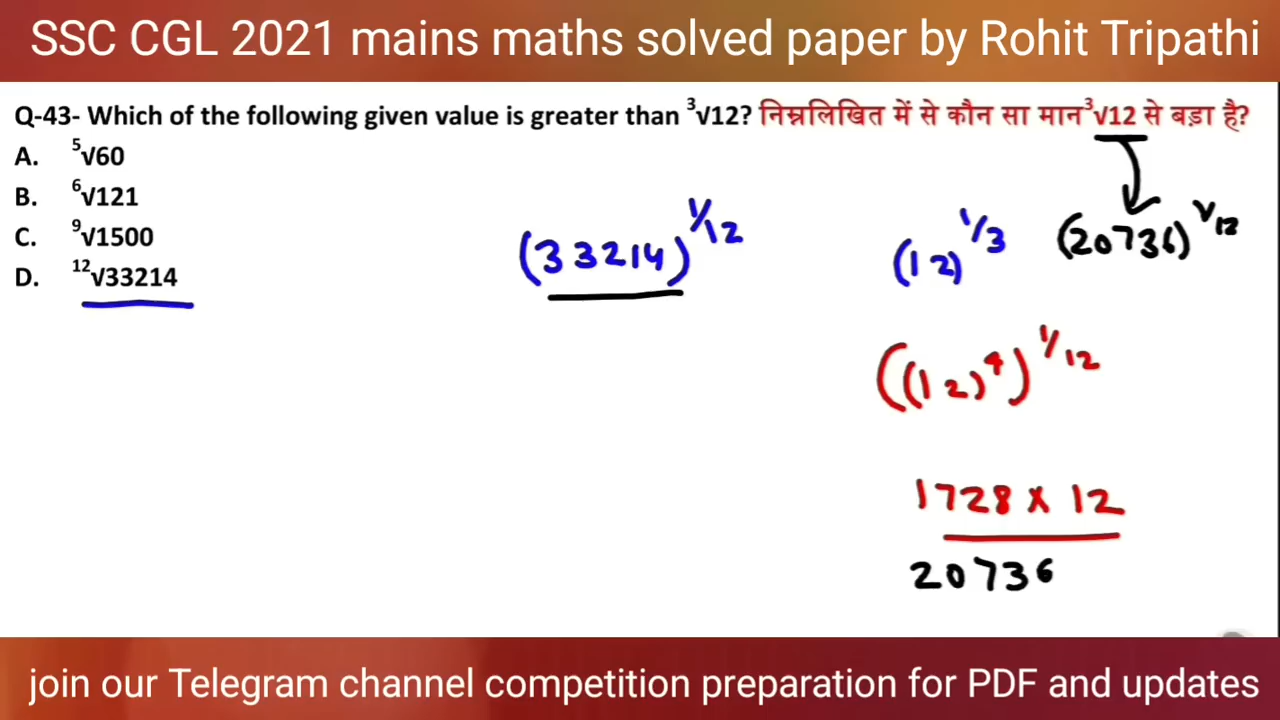 SSC CGL 2021 mains maths solved paper by Rohit Tripathi
Q-43- Which of the following given value is greater than ³√12? निम्नलिखित में से कौन सा मान ³√12 से बड़ा है?
A. ⁵√60
B. ⁶√121
C. ⁹√1500
D. ¹²√33214
(33214)^1/12
(12)^1/3
(20736)^1/12
((12)^4)^1/12
1728 × 12
20736
join our Telegram channel competition preparation for PDF and updates